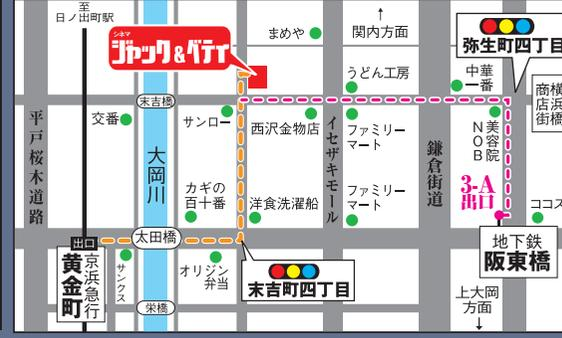 至
日ノ出町駅
シネマ
ジャック&ベティ
まめや
↑
関内方面
弥生町四丁目
うどん工房
中華
一番
末吉橋
平戸桜木道路
交番
大岡川
サンロー
西沢金物店
イセザキモール
ファミリー
マート
鎌倉街道
美容院
NOB
商店街
横浜橋
カギの
百十番
洋食洗濯船
ファミリー
マート
3-A
出口
太田橋
出口
京浜急行
黄金町
サンクス
オリジン
弁当
末吉町四丁目
地下鉄
阪東橋
ココス
栄橋
上大岡
方面
↓